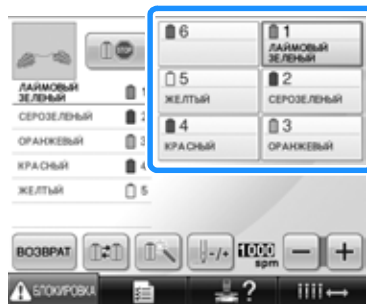 6
1
ЛАЙМОВЫЙ
ЗЕЛЕНЫЙ
5
ЖЕЛТЫЙ
2
СЕРОЗЕЛЕНЫЙ
4
КРАСНЫЙ
3
ОРАНЖЕВЫЙ
ЛАЙМОВЫЙ
ЗЕЛЕНЫЙ 1
СЕРОЗЕЛЕНЫЙ 2
ОРАНЖЕВЫЙ 3
КРАСНЫЙ 4
ЖЕЛТЫЙ 5
STOP
ВОЗВРАТ
-/+
1000
spm
− +
БЛОКИРОВКА
?